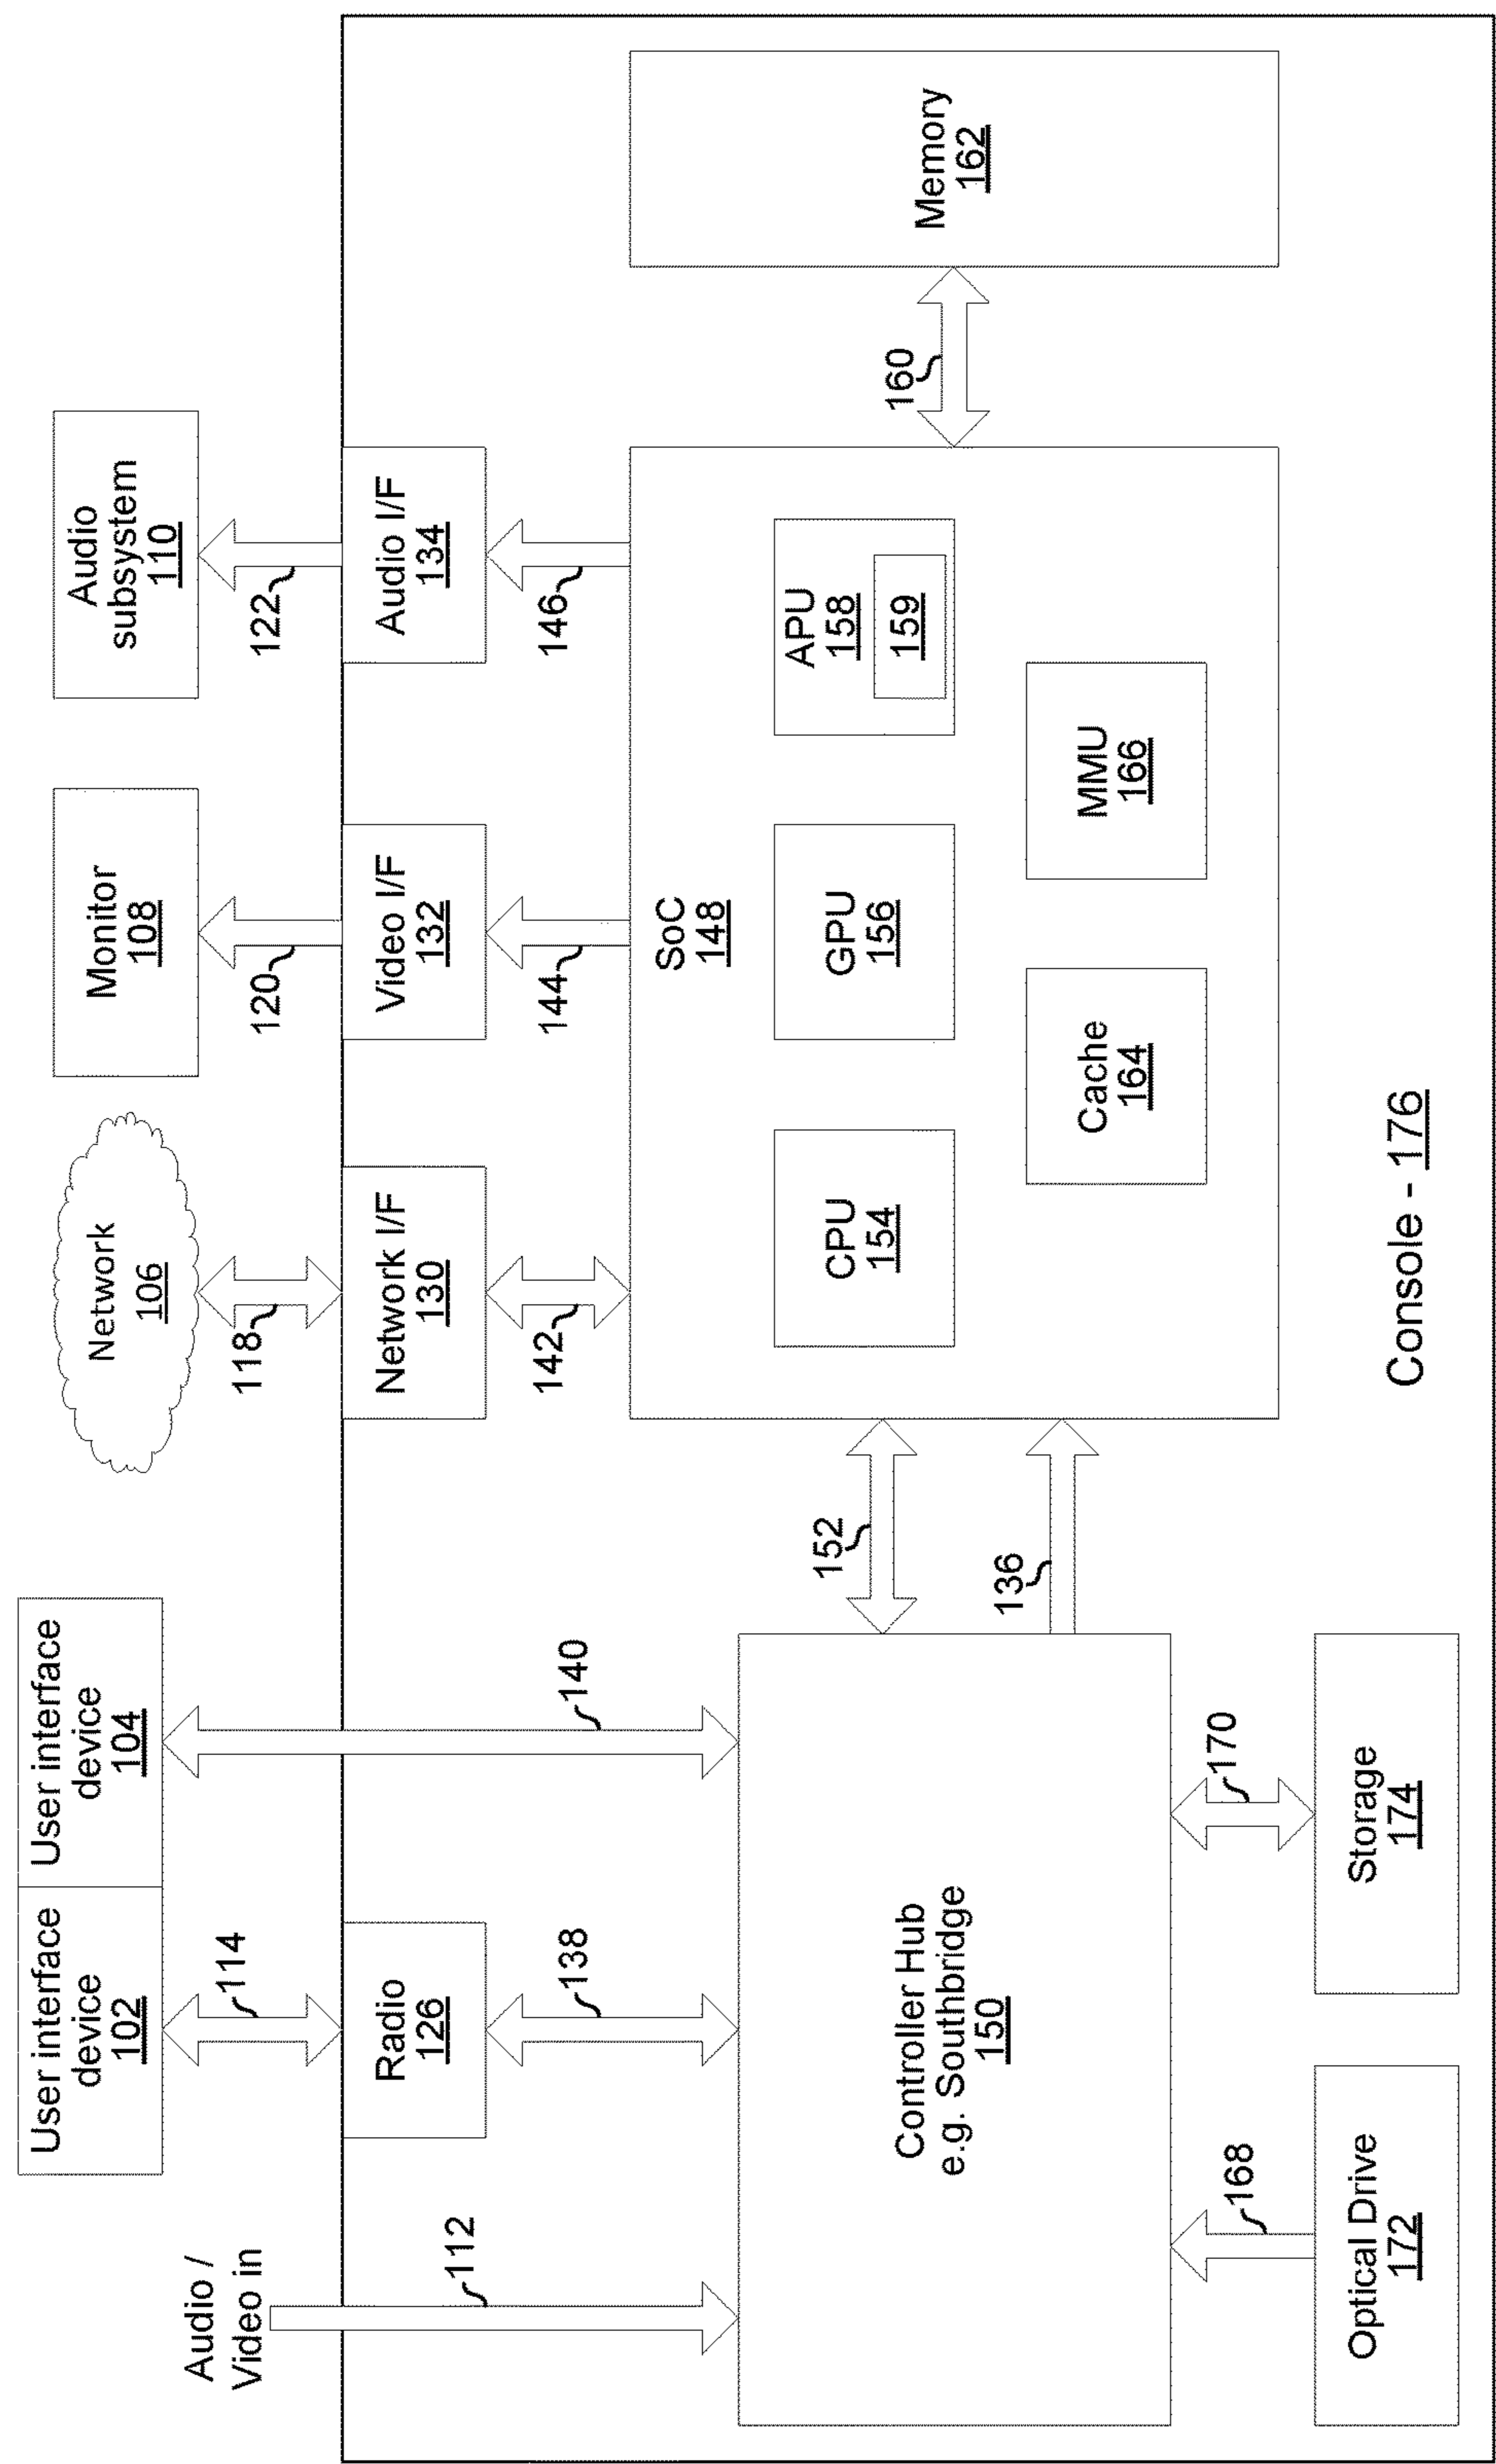 User interface
device
102
User interface
device
104
Network
106
Monitor
108
Audio
subsystem
110
Audio /
Video in
112
114
118
120
122
Radio
126
Network I/F
130
Video I/F
132
Audio I/F
134
138
140
142
144
146
Controller Hub
e.g. Southbridge
150
152
136
SoC
148
CPU
154
GPU
156
APU
158
159
Cache
164
MMU
166
160
Memory
162
168
170
Optical Drive
172
Storage
174
Console - 176